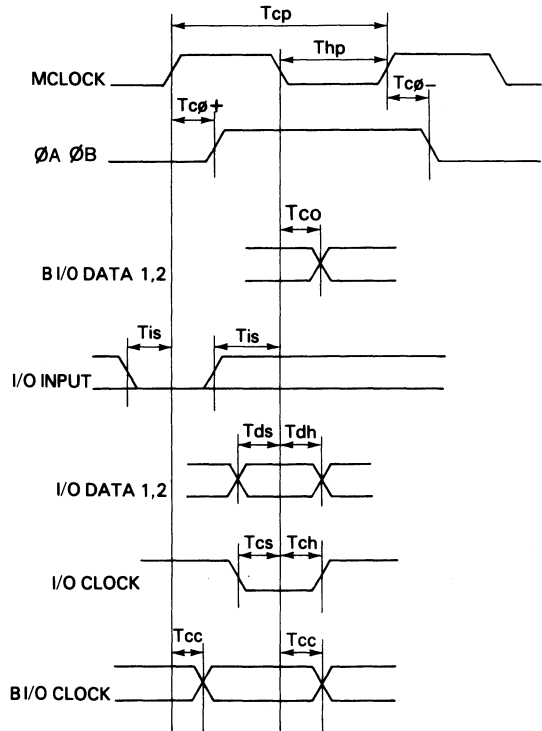 Tcp
Thp
MCLOCK
Tcø+
Tcø–
ØA ØB
Tco
B I/O DATA 1,2
Tis
Tis
I/O INPUT
Tds
Tdh
I/O DATA 1,2
Tcs
Tch
I/O CLOCK
Tcc
Tcc
B I/O CLOCK